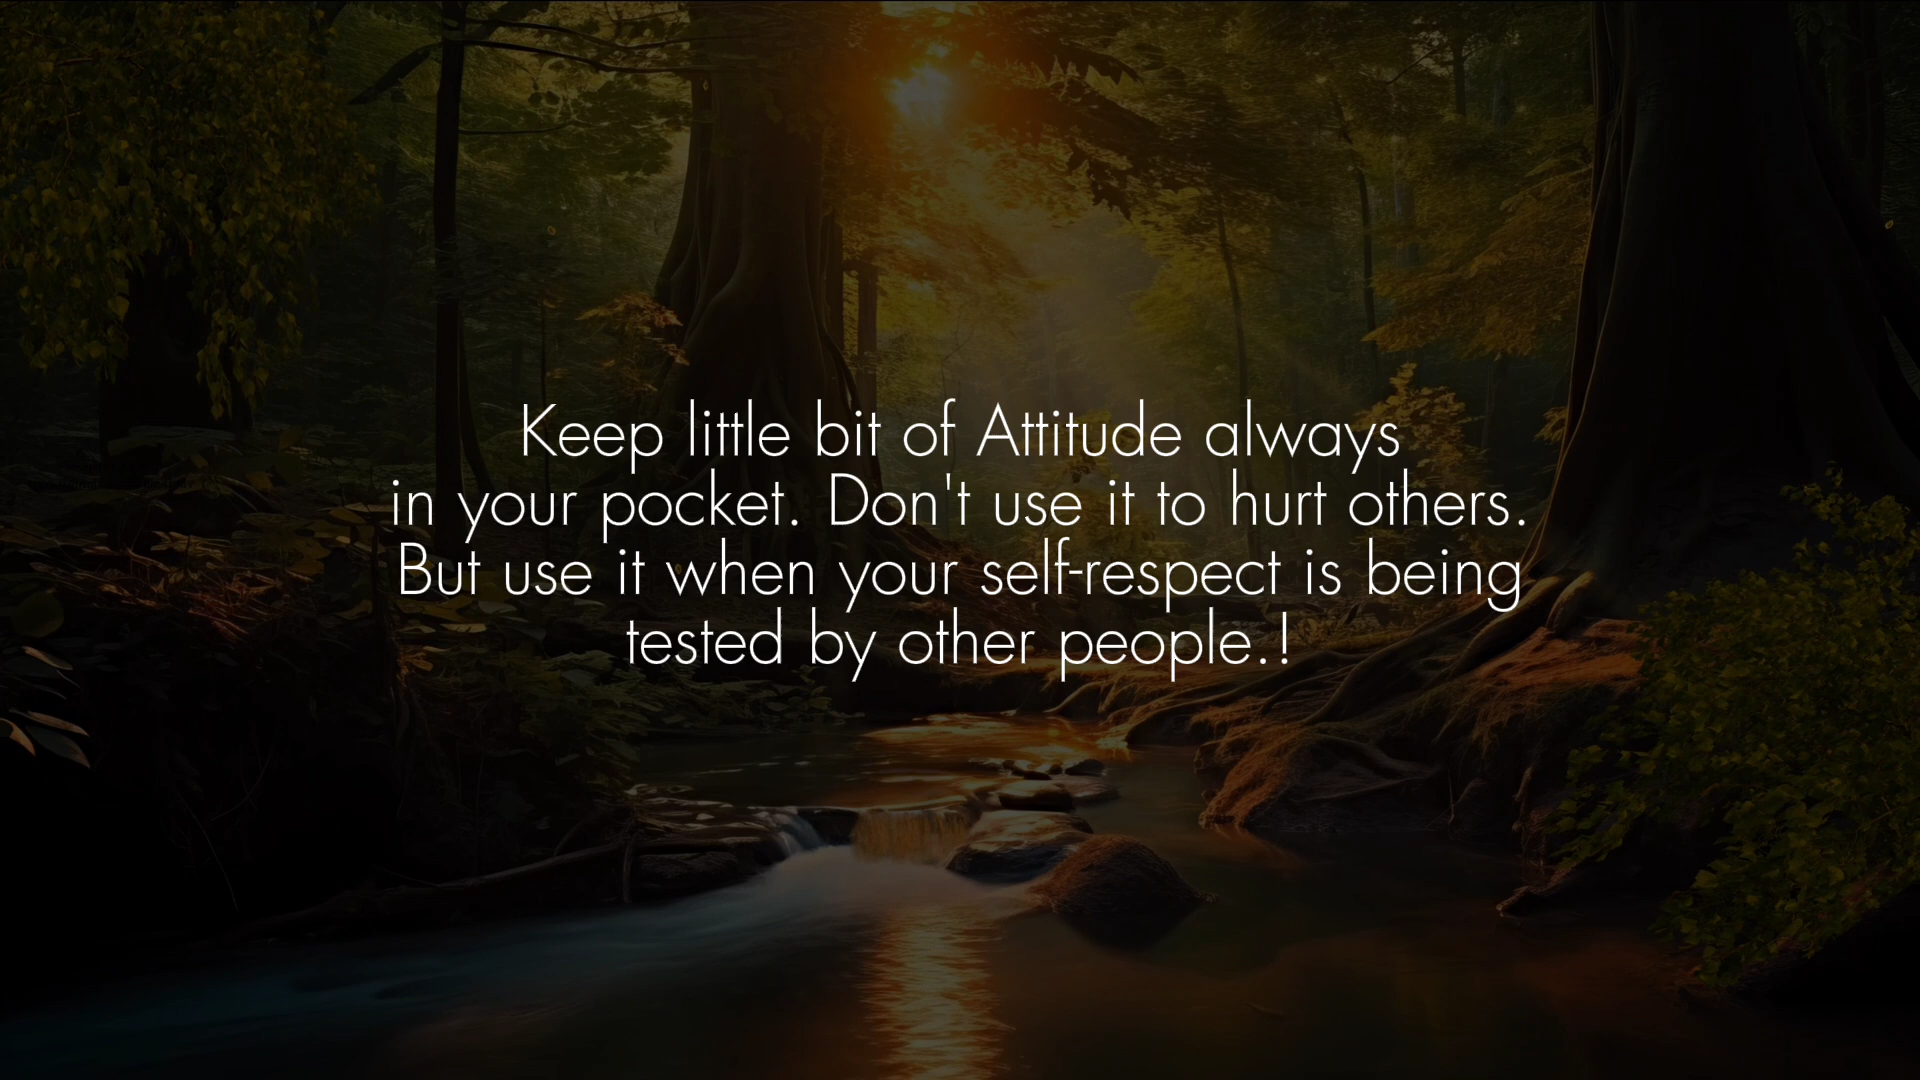 Keep little bit of Attitude always
in your pocket. Don't use it to hurt others.
But use it when your self-respect is being
tested by other people.!